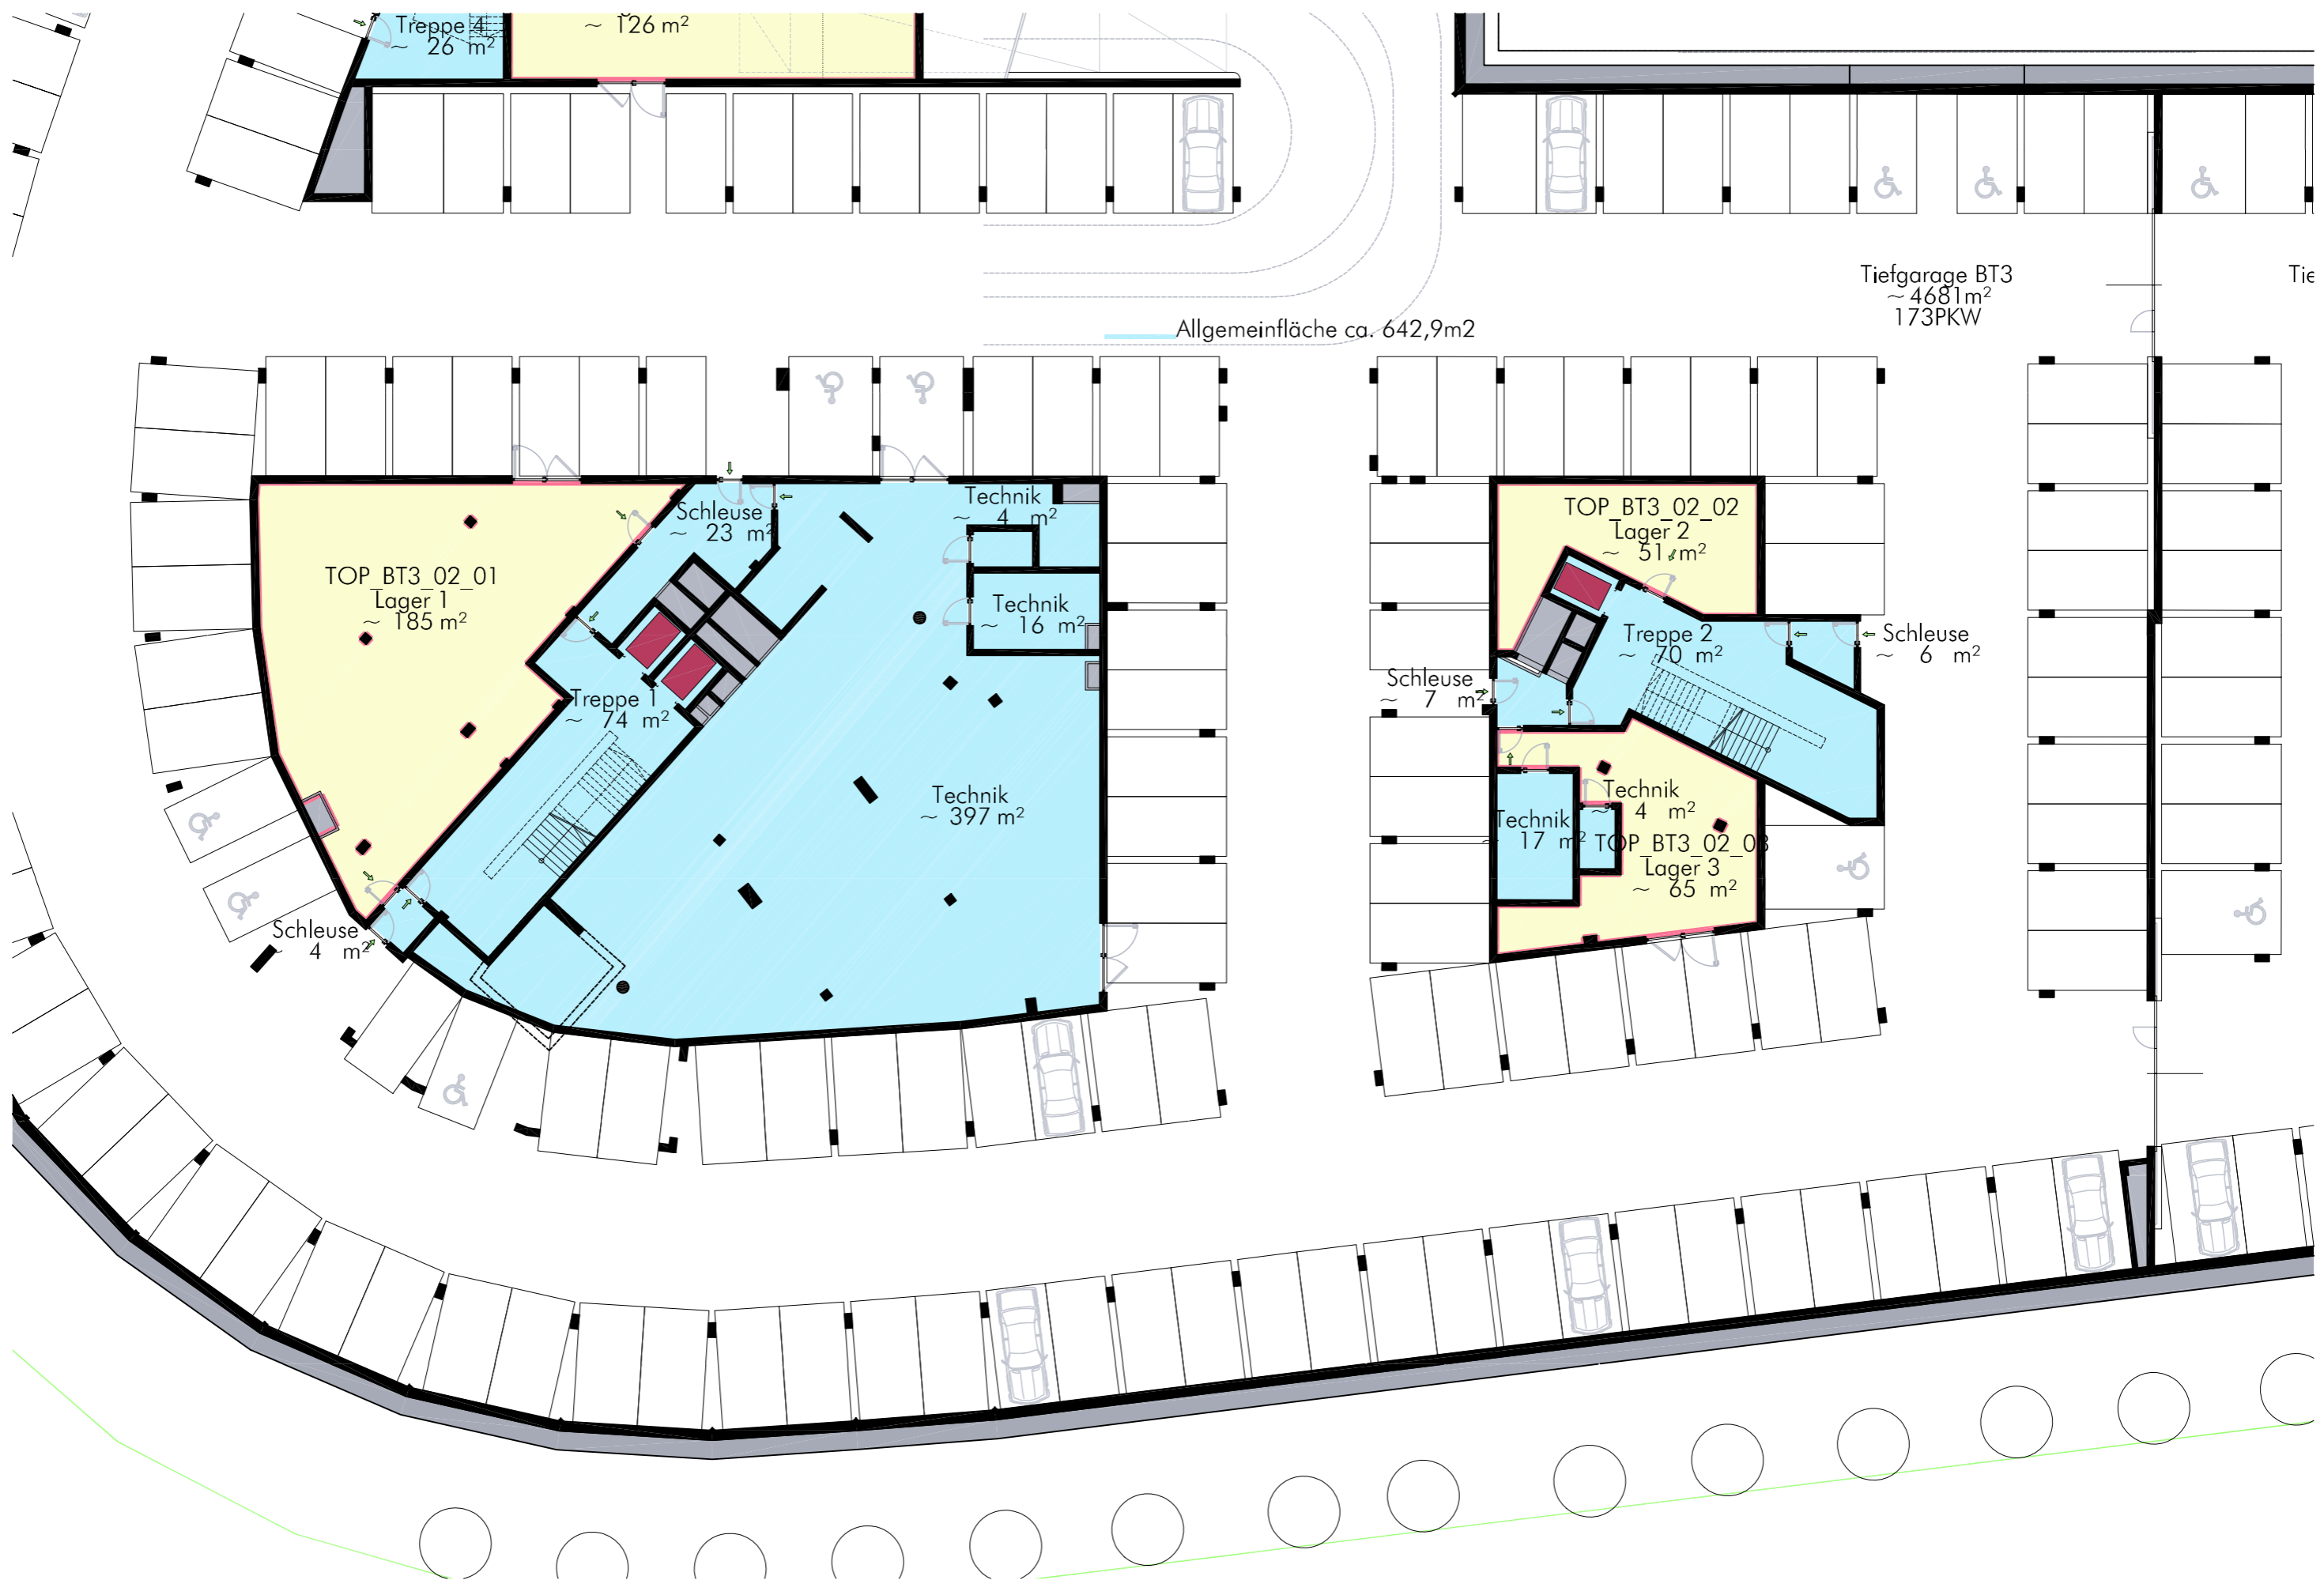 Treppe 4
~ 26 m²
~ 126 m²
Tiefgarage BT3
~ 4681m²
173PKW
Tie
Allgemeinfläche ca. 642,9m2
Schleuse
~ 23 m²
Technik
~ 4 m²
TOP_BT3_02_01
Lager 1
~ 185 m²
Technik
~ 16 m²
Treppe 1
~ 74 m²
Technik
~ 397 m²
Schleuse
~ 4 m²
TOP_BT3_02_02
Lager 2
~ 51 m²
Treppe 2
~ 70 m²
Schleuse
~ 6 m²
Schleuse
~ 7 m²
Technik
~ 4 m²
Technik
~ 17 m²
TOP_BT3_02_03
Lager 3
~ 65 m²